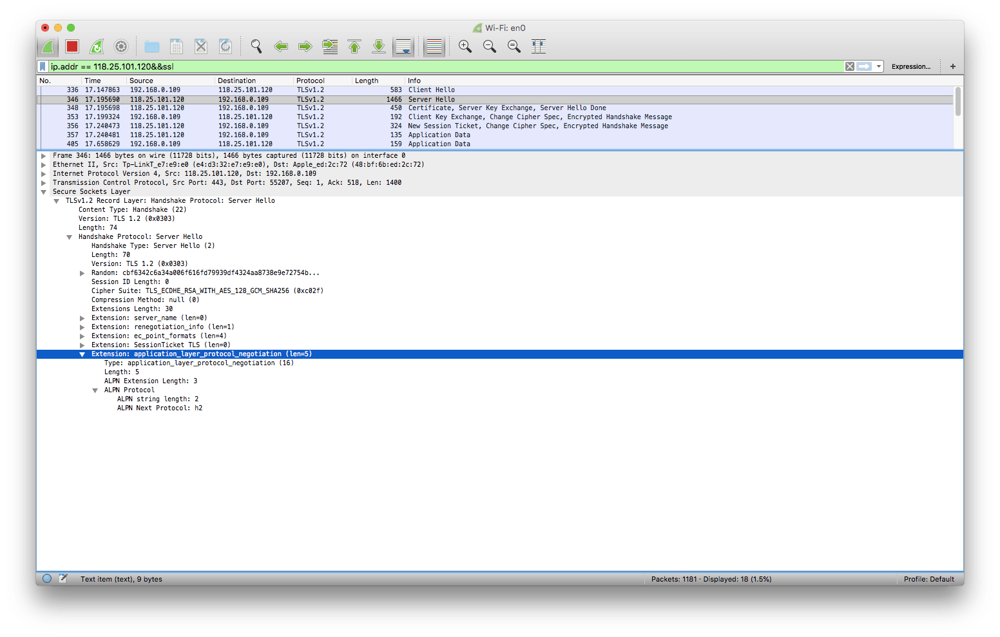 Wi-Fi: en0
ip.addr == 118.25.101.120&&ssl
Expression...
+
No. Time Source Destination Protocol Length Info
336 17.147863 192.168.0.109 118.25.101.120 TLSv1.2 583 Client Hello
346 17.195690 118.25.101.120 192.168.0.109 TLSv1.2 1466 Server Hello
348 17.195698 118.25.101.120 192.168.0.109 TLSv1.2 450 Certificate, Server Key Exchange, Server Hello Done
353 17.199324 192.168.0.109 118.25.101.120 TLSv1.2 192 Client Key Exchange, Change Cipher Spec, Encrypted Handshake Message
356 17.240473 118.25.101.120 192.168.0.109 TLSv1.2 324 New Session Ticket, Change Cipher Spec, Encrypted Handshake Message
357 17.240481 118.25.101.120 192.168.0.109 TLSv1.2 135 Application Data
405 17.658629 192.168.0.109 118.25.101.120 TLSv1.2 159 Application Data
Frame 346: 1466 bytes on wire (11728 bits), 1466 bytes captured (11728 bits) on interface 0
Ethernet II, Src: Tp-LinkT_e7:e9:e0 (e4:d3:32:e7:e9:e0), Dst: Apple_ed:2c:72 (48:bf:6b:ed:2c:72)
Internet Protocol Version 4, Src: 118.25.101.120, Dst: 192.168.0.109
Transmission Control Protocol, Src Port: 443, Dst Port: 55207, Seq: 1, Ack: 518, Len: 1400
Secure Sockets Layer
TLSv1.2 Record Layer: Handshake Protocol: Server Hello
Content Type: Handshake (22)
Version: TLS 1.2 (0x0303)
Length: 74
Handshake Protocol: Server Hello
Handshake Type: Server Hello (2)
Length: 70
Version: TLS 1.2 (0x0303)
Random: cbf6342c6a34a006f616fd79939df4324aa8738e9e72754b...
Session ID Length: 0
Cipher Suite: TLS_ECDHE_RSA_WITH_AES_128_GCM_SHA256 (0xc02f)
Compression Method: null (0)
Extensions Length: 30
Extension: server_name (len=0)
Extension: renegotiation_info (len=1)
Extension: ec_point_formats (len=4)
Extension: SessionTicket TLS (len=0)
Extension: application_layer_protocol_negotiation (len=5)
Type: application_layer_protocol_negotiation (16)
Length: 5
ALPN Extension Length: 3
ALPN Protocol
ALPN string length: 2
ALPN Next Protocol: h2
Text item (text), 9 bytes
Packets: 1181 · Displayed: 18 (1.5%)
Profile: Default